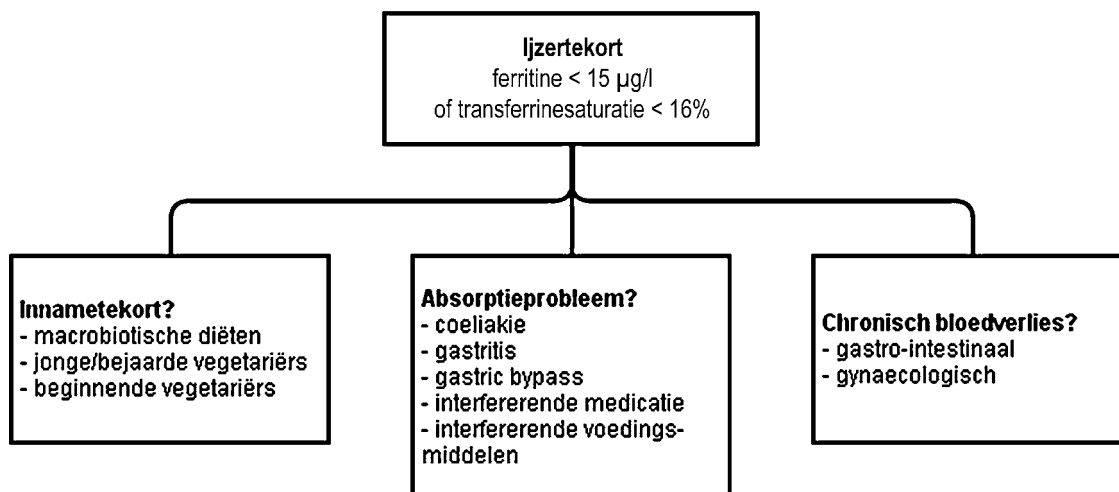 Ijzertekort
ferritine < 15 µg/l
of transferrinesaturatie < 16%
Innametekort?
- macrobiotische diëten
- jonge/bejaarde vegetariërs
- beginnende vegetariërs
Absorptieprobleem?
- coeliakie
- gastritis
- gastric bypass
- interfererende medicatie
- interfererende voedings-
middelen
Chronisch bloedverlies?
- gastro-intestinaal
- gynaecologisch